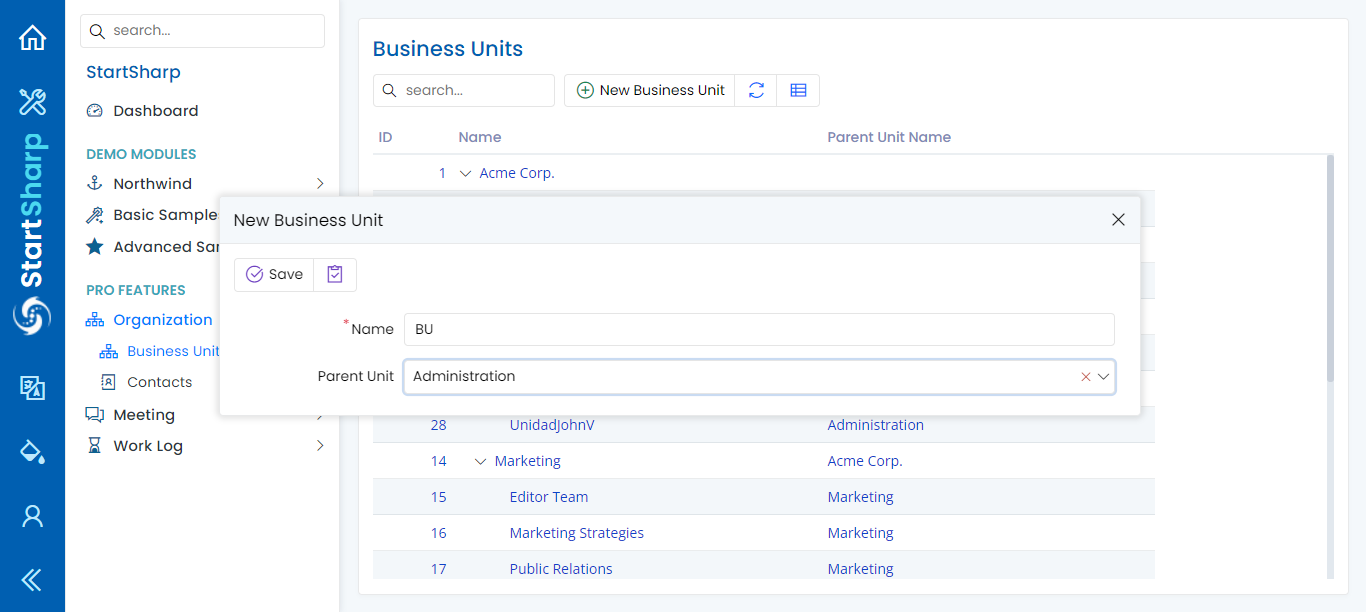 search...
StartSharp
Dashboard
DEMO MODULES
Northwind
Basic Sample
Advanced Sar
PRO FEATURES
Organization
Business Unit
Contacts
Meeting
Work Log
StartSharp
Business Units
search...
New Business Unit
ID Name Parent Unit Name
1 Acme Corp.
New Business Unit
Save
* Name BU
Parent Unit Administration
28 UnidadJohnV Administration
14 Marketing Acme Corp.
15 Editor Team Marketing
16 Marketing Strategies Marketing
17 Public Relations Marketing